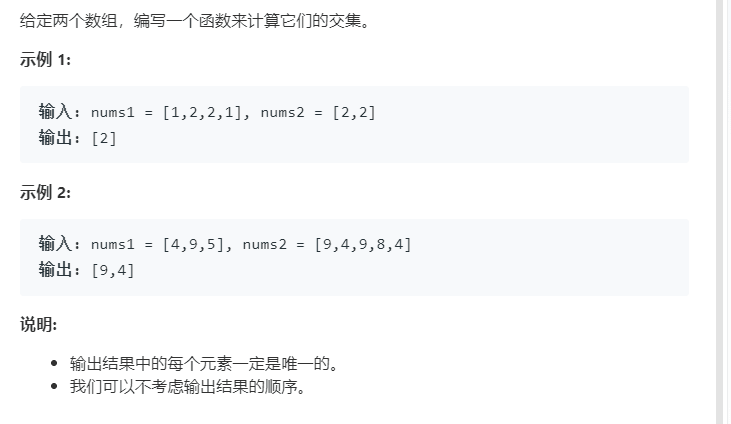 给定两个数组，编写一个函数来计算它们的交集。
示例 1:
输入：nums1 = [1,2,2,1], nums2 = [2,2]
输出：[2]
示例 2:
输入：nums1 = [4,9,5], nums2 = [9,4,9,8,4]
输出：[9,4]
说明:
• 输出结果中的每个元素一定是唯一的。
• 我们可以不考虑输出结果的顺序。